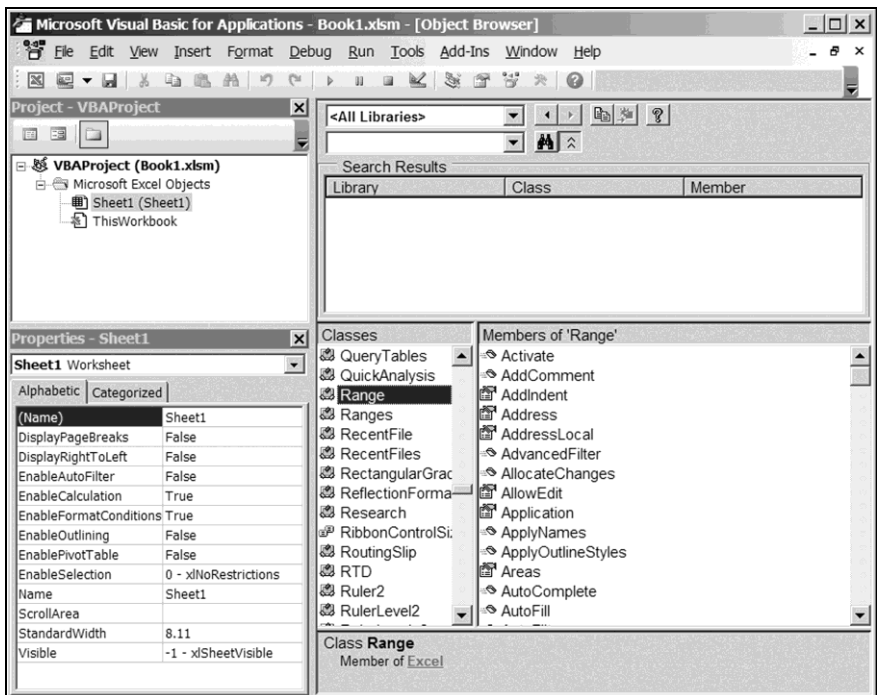 Microsoft Visual Basic for Applications - Book1.xlsm - [Object Browser]
File Edit View Insert Format Debug Run Tools Add-Ins Window Help
Project - VBAProject
VBAProject (Book1.xlsm)
Microsoft Excel Objects
Sheet1 (Sheet1)
ThisWorkbook
Properties - Sheet1
Sheet1 Worksheet
Alphabetic Categorized
(Name) Sheet1
DisplayPageBreaks False
DisplayRightToLeft False
EnableAutoFilter False
EnableCalculation True
EnableFormatConditions True
EnableOutlining False
EnablePivotTable False
EnableSelection 0 - xlNoRestrictions
Name Sheet1
ScrollArea
StandardWidth 8.11
Visible -1 - xlSheetVisible
<All Libraries>
Search Results
Library Class Member
Classes
QueryTables
QuickAnalysis
Range
Ranges
RecentFile
RecentFiles
RectangularGrac
ReflectionForma
Research
RibbonControlSi
RoutingSlip
RTD
Ruler2
RulerLevel2
Members of 'Range'
Activate
AddComment
AddIndent
Address
AddressLocal
AdvancedFilter
AllocateChanges
AllowEdit
Application
ApplyNames
ApplyOutlineStyles
Areas
AutoComplete
AutoFill
Class Range
Member of Excel